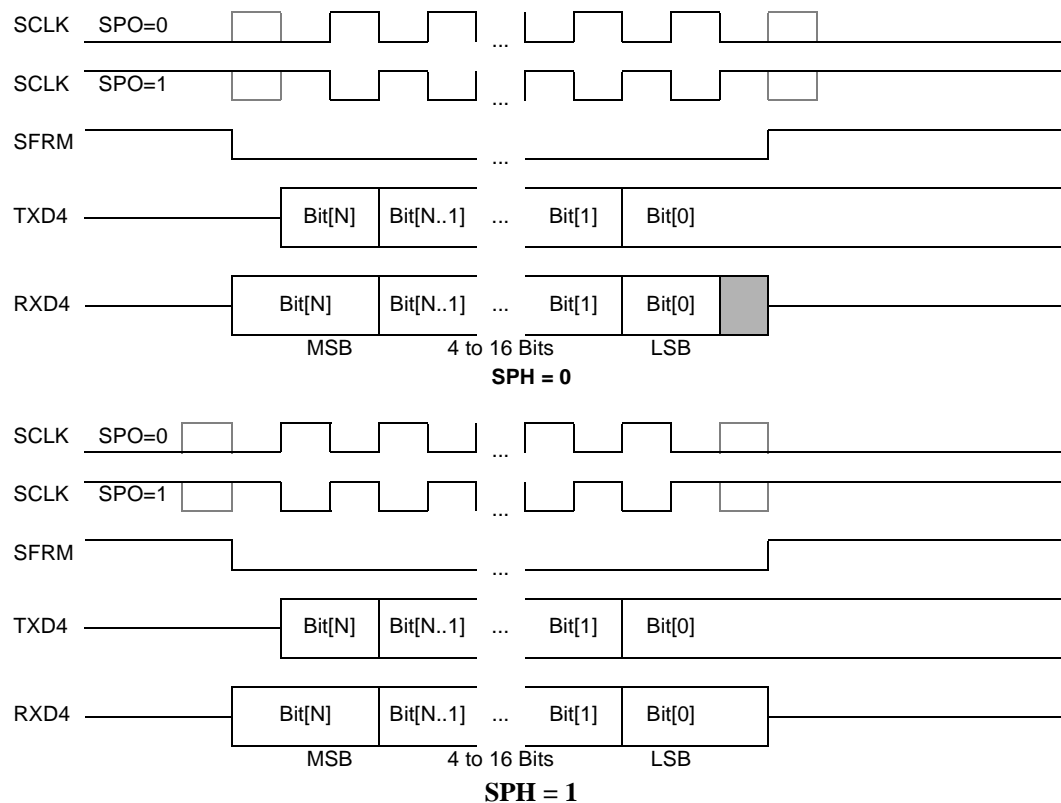 SCLK SPO=0
...
SCLK SPO=1
...
SFRM
...
TXD4 Bit[N] Bit[N..1] ... Bit[1] Bit[0]
RXD4 Bit[N] Bit[N..1] ... Bit[1] Bit[0]
MSB 4 to 16 Bits LSB
SPH = 0
SCLK SPO=0
...
SCLK SPO=1
...
SFRM
...
TXD4 Bit[N] Bit[N..1] ... Bit[1] Bit[0]
RXD4 Bit[N] Bit[N..1] ... Bit[1] Bit[0]
MSB 4 to 16 Bits LSB
SPH = 1